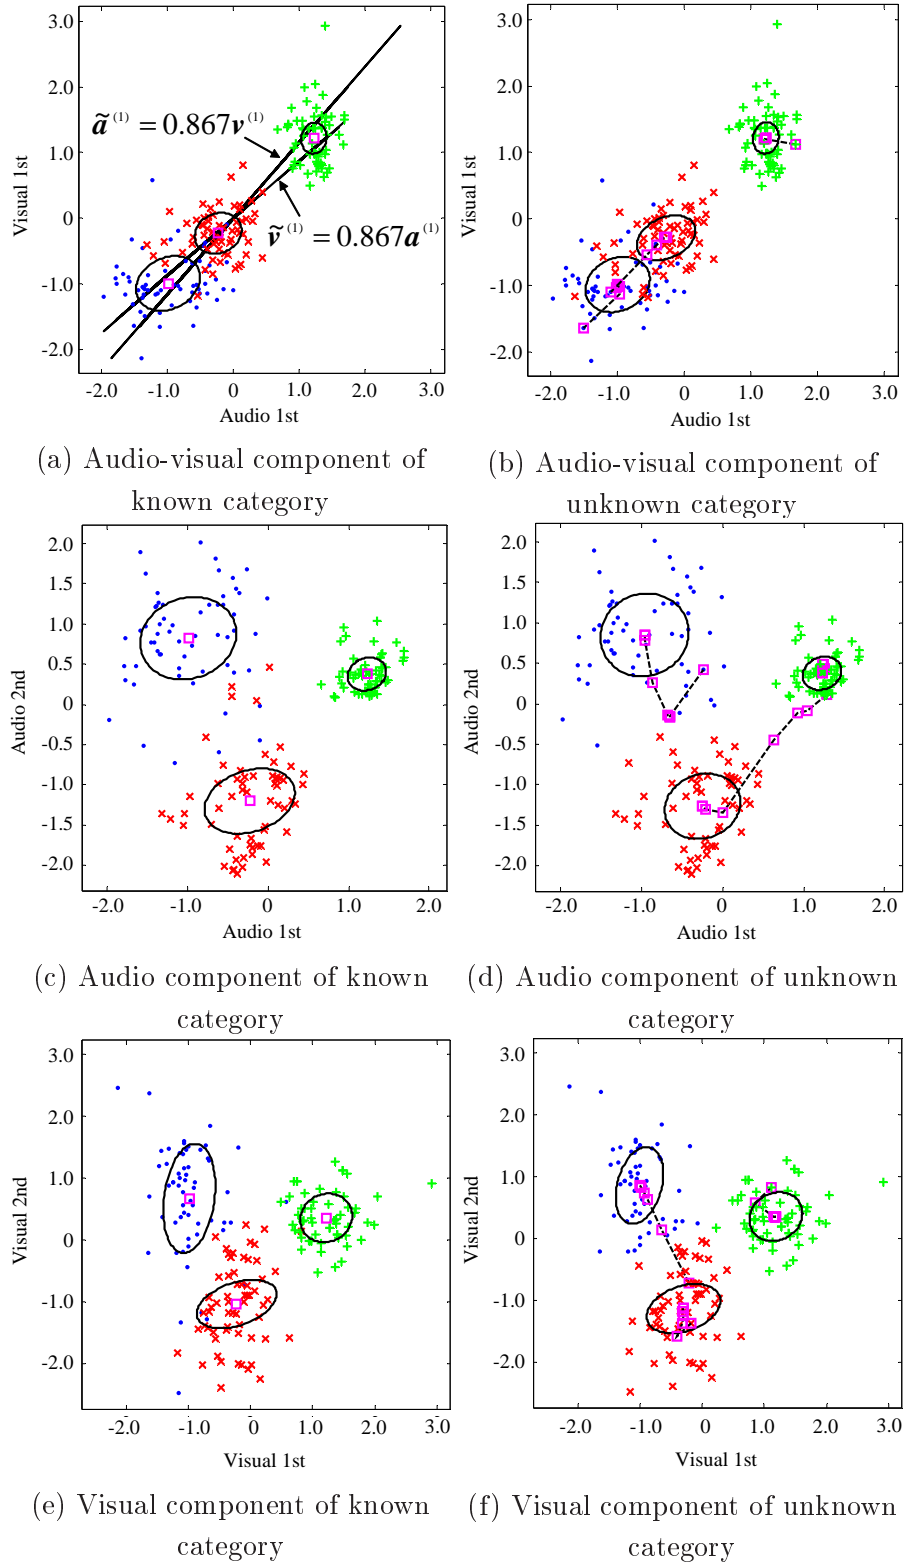 3.0
2.0
1.0
0
-1.0
-2.0
Visual 1st
ã⁽¹⁾ = 0.867v⁽¹⁾
ṽ⁽¹⁾ = 0.867a⁽¹⁾
-2.0 -1.0 0 1.0 2.0 3.0
Audio 1st
(a) Audio-visual component of
known category
3.0
2.0
1.0
0
-1.0
-2.0
Visual 1st
-2.0 -1.0 0 1.0 2.0 3.0
Audio 1st
(b) Audio-visual component of
unknown category
2.0
1.5
1.0
0.5
0
-0.5
-1.0
-1.5
-2.0
Audio 2nd
-2.0 -1.0 0 1.0 2.0
Audio 1st
(c) Audio component of known
category
2.0
1.5
1.0
0.5
0
-0.5
-1.0
-1.5
-2.0
Audio 2nd
-2.0 -1.0 0 1.0 2.0
Audio 1st
(d) Audio component of unknown
category
3.0
2.0
1.0
0
-1.0
-2.0
Visual 2nd
-2.0 -1.0 0 1.0 2.0 3.0
Visual 1st
(e) Visual component of known
category
3.0
2.0
1.0
0
-1.0
-2.0
Visual 2nd
-2.0 -1.0 0 1.0 2.0 3.0
Visual 1st
(f) Visual component of unknown
category